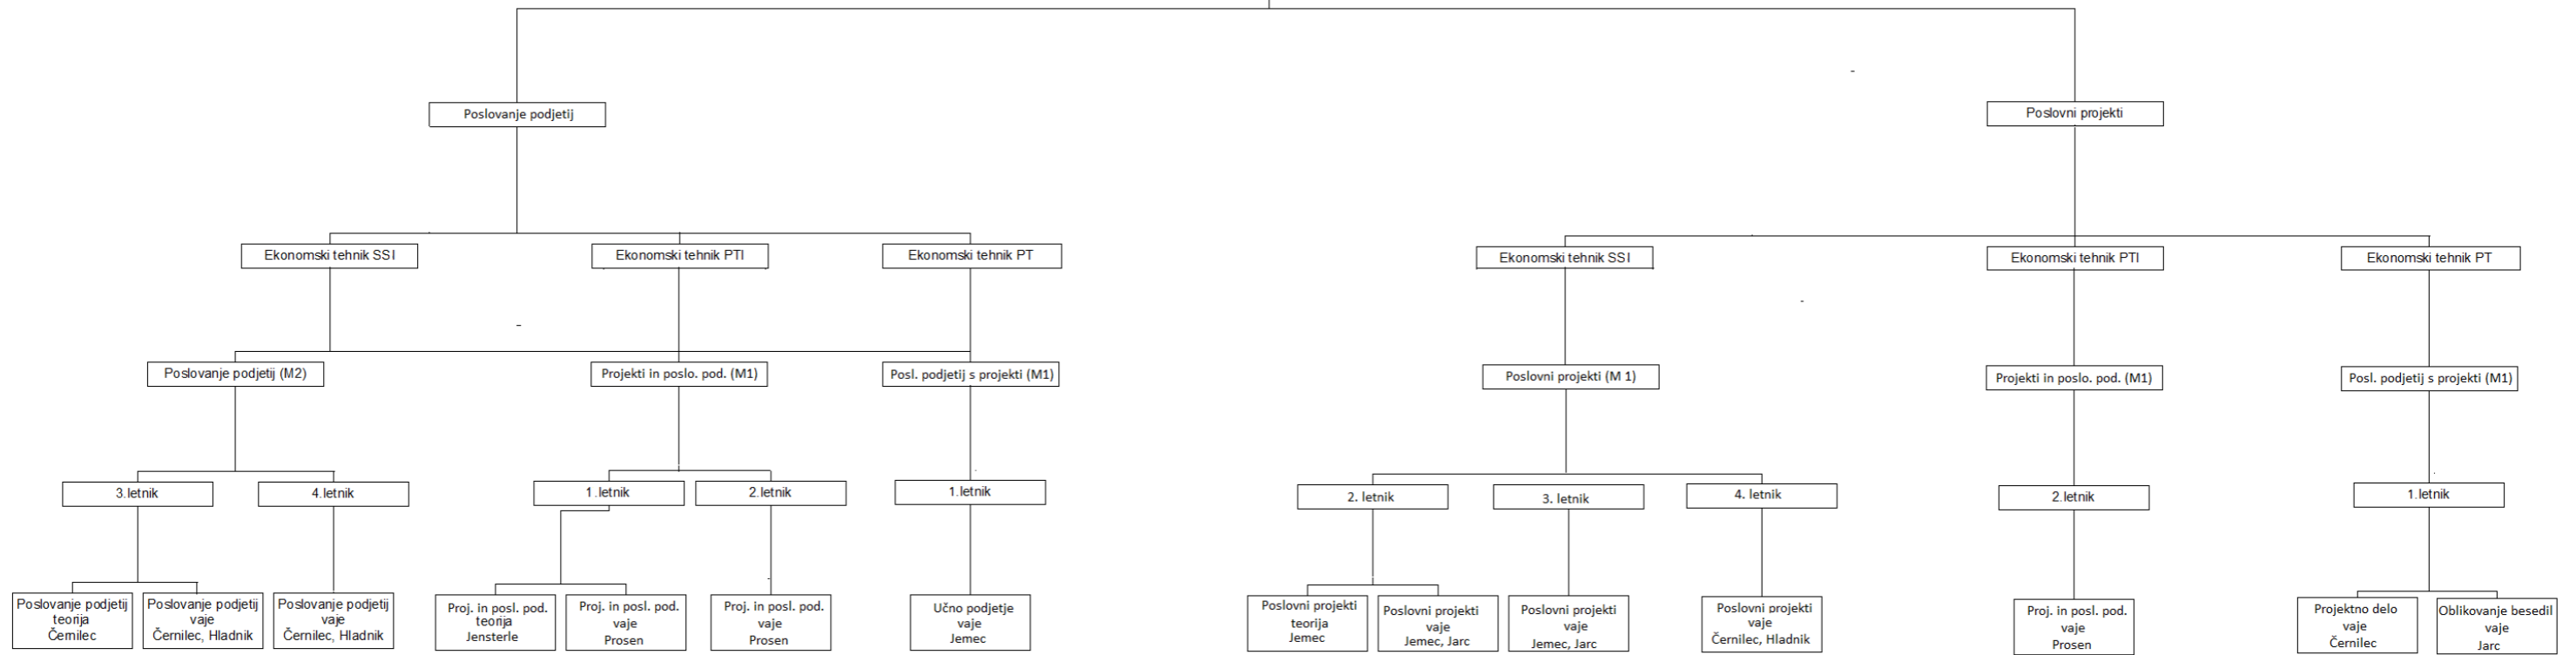 Poslovanje podjetij
Poslovni projekti
Ekonomski tehnik SSI
Ekonomski tehnik PTI
Ekonomski tehnik PT
Ekonomski tehnik SSI
Ekonomski tehnik PTI
Ekonomski tehnik PT
Poslovanje podjetij (M2)
Projekti in poslo. pod. (M1)
Posl. podjetij s projekti (M1)
Poslovni projekti (M 1)
Projekti in poslo. pod. (M1)
Posl. podjetij s projekti (M1)
3.letnik
4.letnik
1.letnik
2.letnik
1.letnik
2. letnik
3. letnik
4. letnik
2.letnik
1.letnik
Poslovanje podjetij
teorija
Černilec
Poslovanje podjetij
vaje
Černilec, Hladnik
Poslovanje podjetij
vaje
Černilec, Hladnik
Proj. in posl. pod.
teorija
Jensterle
Proj. in posl. pod.
vaje
Prosen
Proj. in posl. pod.
vaje
Prosen
Učno podjetje
vaje
Jemec
Poslovni projekti
teorija
Jemec
Poslovni projekti
vaje
Jemec, Jarc
Poslovni projekti
vaje
Jemec, Jarc
Poslovni projekti
vaje
Černilec, Hladnik
Proj. in posl. pod.
vaje
Prosen
Projektno delo
vaje
Černilec
Oblikovanje besedil
vaje
Jarc